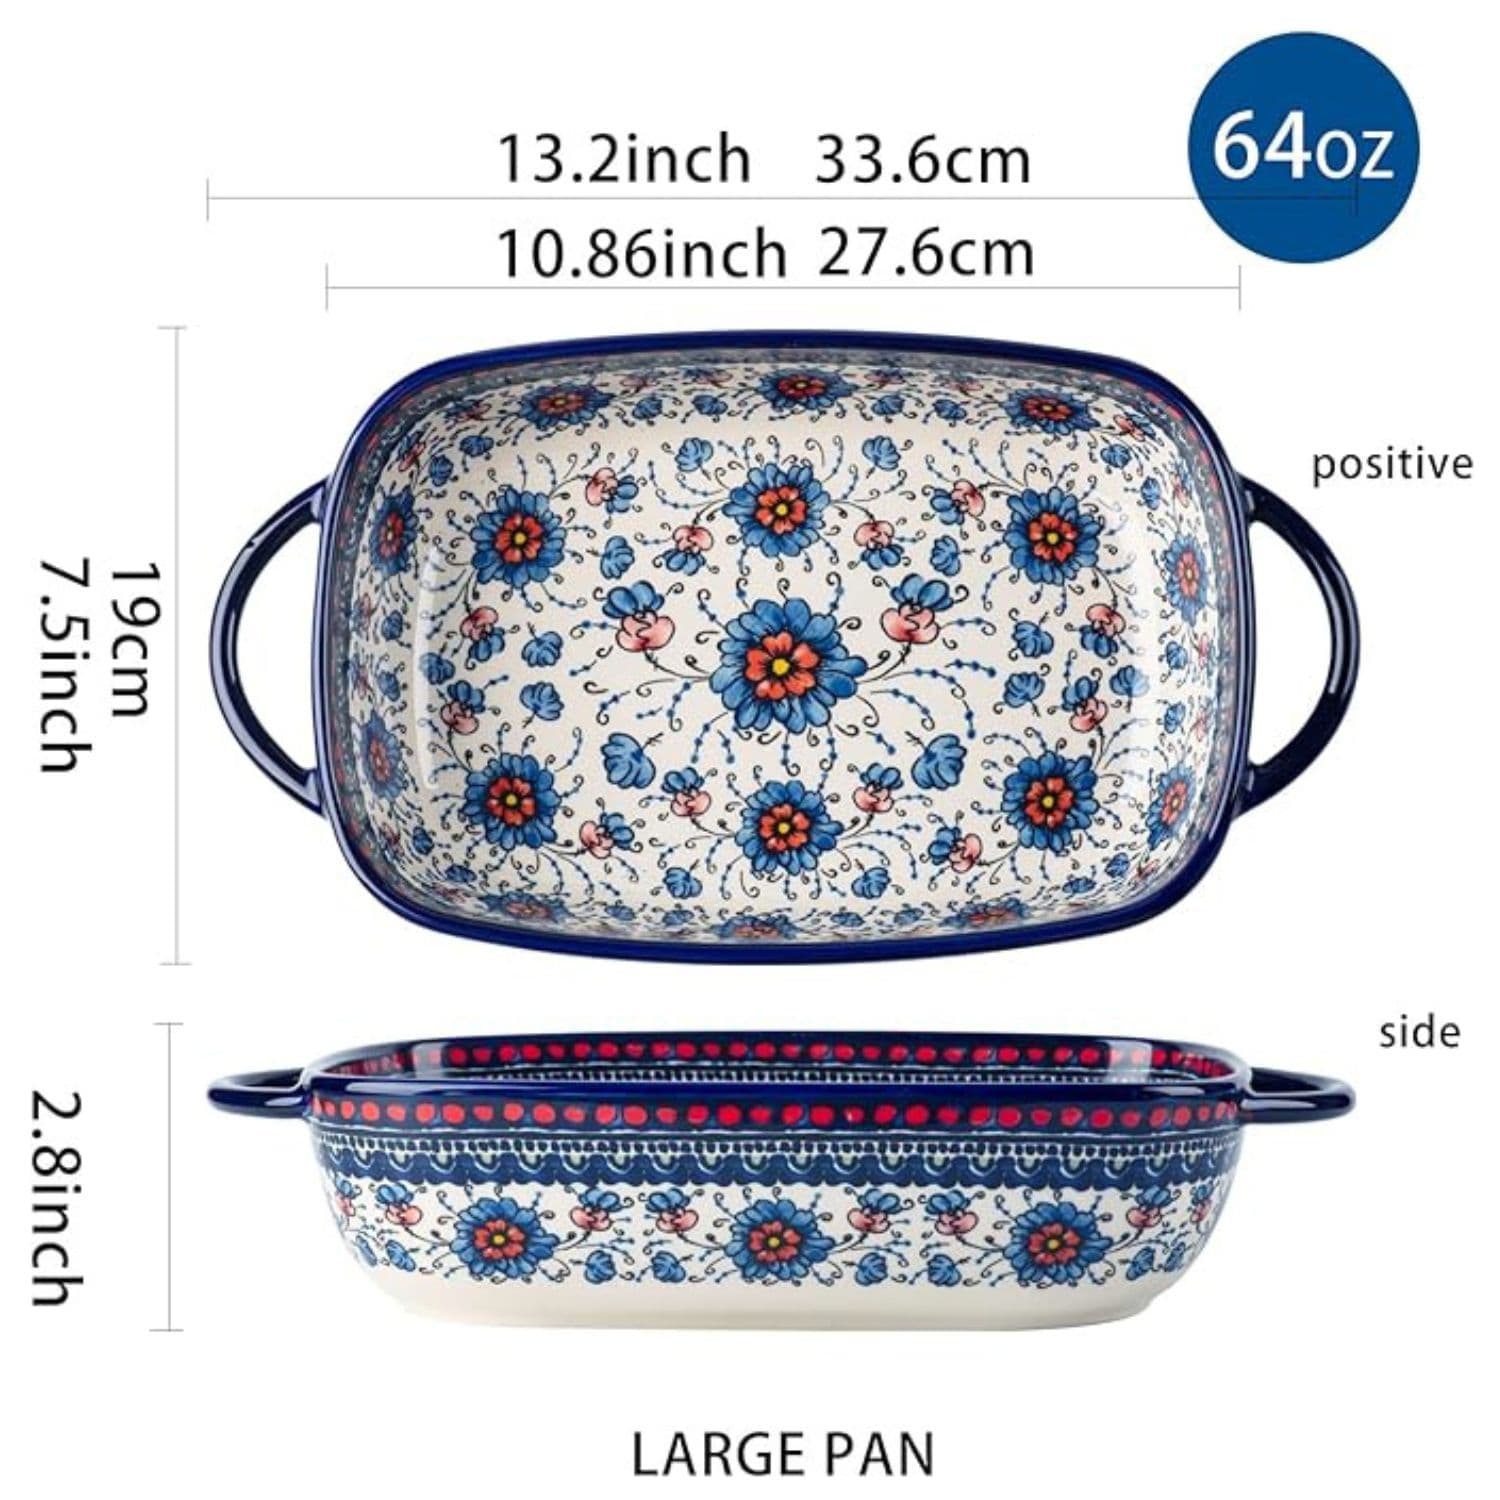 64oz
13.2inch 33.6cm
10.86inch 27.6cm
19cm
7.5inch
positive
side
2.8inch
LARGE PAN